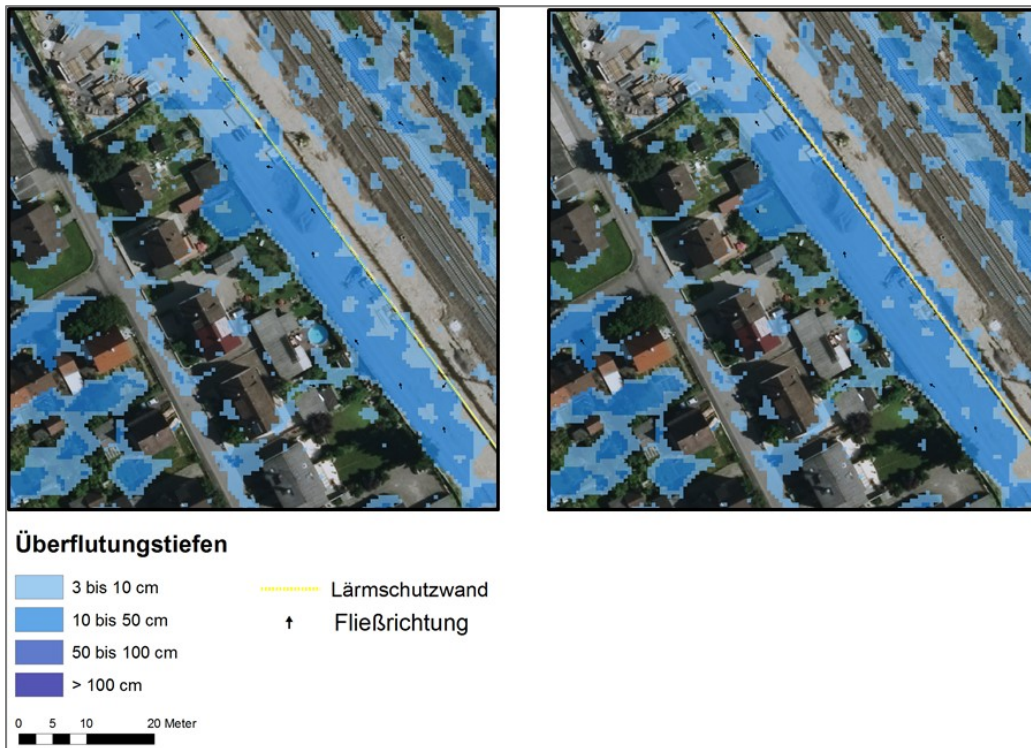 Überflutungstiefen
3 bis 10 cm
Lärmschutzwand
10 bis 50 cm
Fließrichtung
50 bis 100 cm
> 100 cm
0 5 10 20 Meter